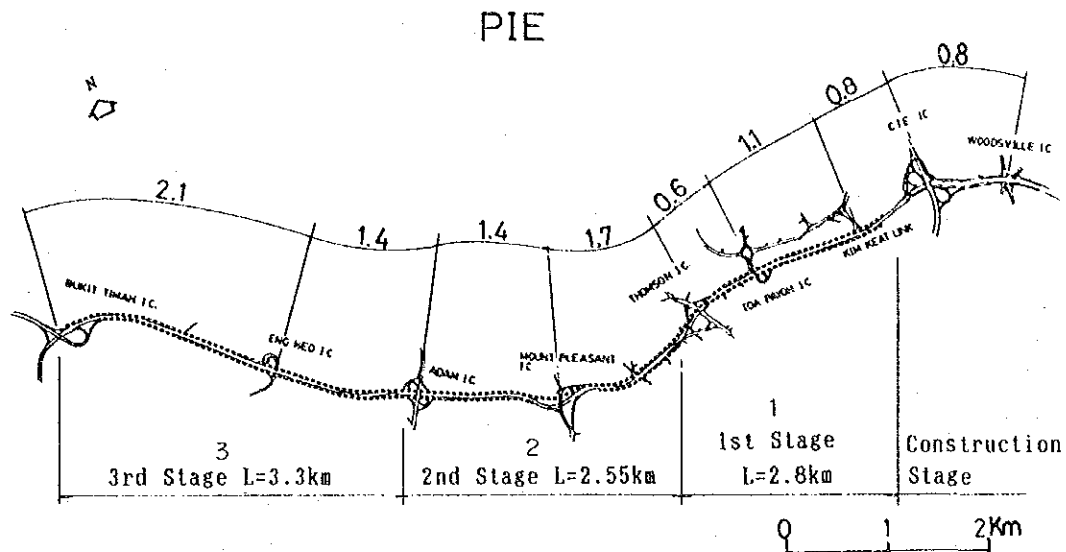 PIE
N
2.1
1.4
1.4
1.7
0.6
1.1
0.8
0.8
BUKIT TIMAH IC.
ENG NEO IC
ADAM IC
MOUNT PLEASANT
IC
THOMSON IC.
TOA PAYOH IC
KIM KEAT LINK
CTE IC
WOODSVILLE IC
3
3rd Stage L=3.3km
2
2nd Stage L=2.55km
1
1st Stage
L=2.8km
Construction
Stage
0 1 2Km